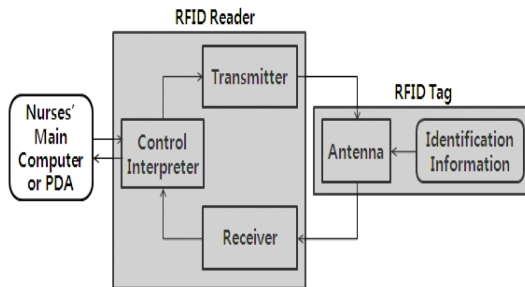 RFID Reader
Transmitter
RFID Tag
Nurses'
Main
Computer
or PDA
Control
Interpreter
Antenna
Identification
Information
Receiver